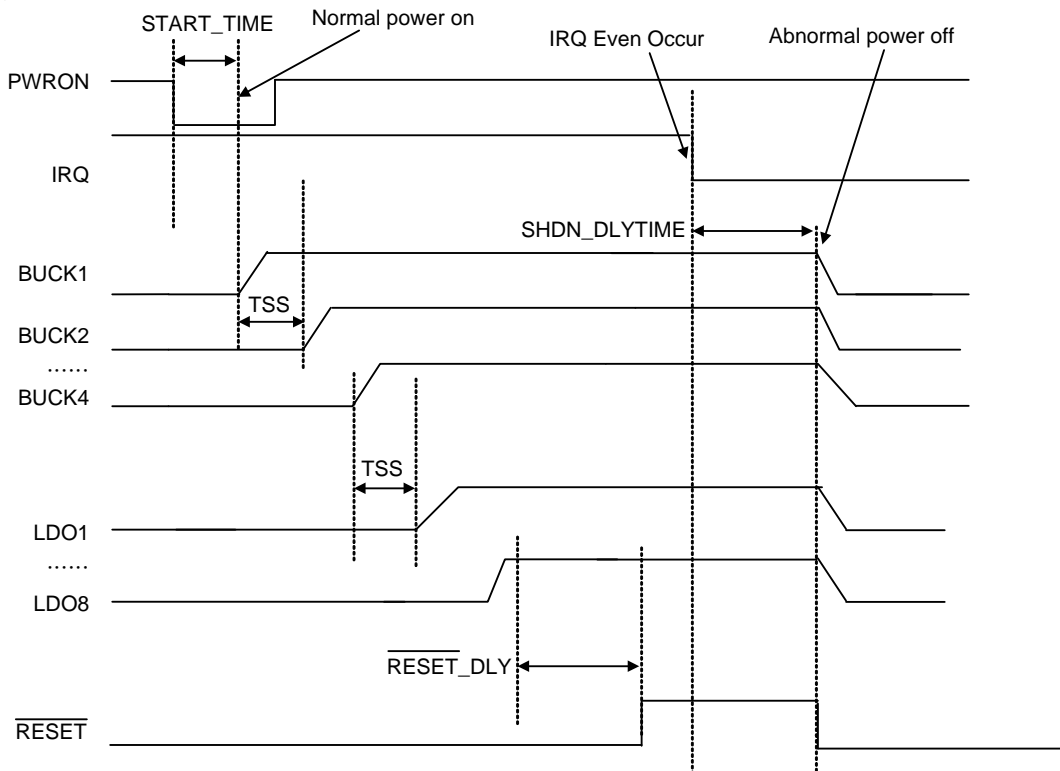 START_TIME
Normal power on
IRQ Even Occur
Abnormal power off
PWRON
IRQ
SHDN_DLYTIME
BUCK1
TSS
BUCK2
......
BUCK4
TSS
LDO1
......
LDO8
RESET_DLY
RESET